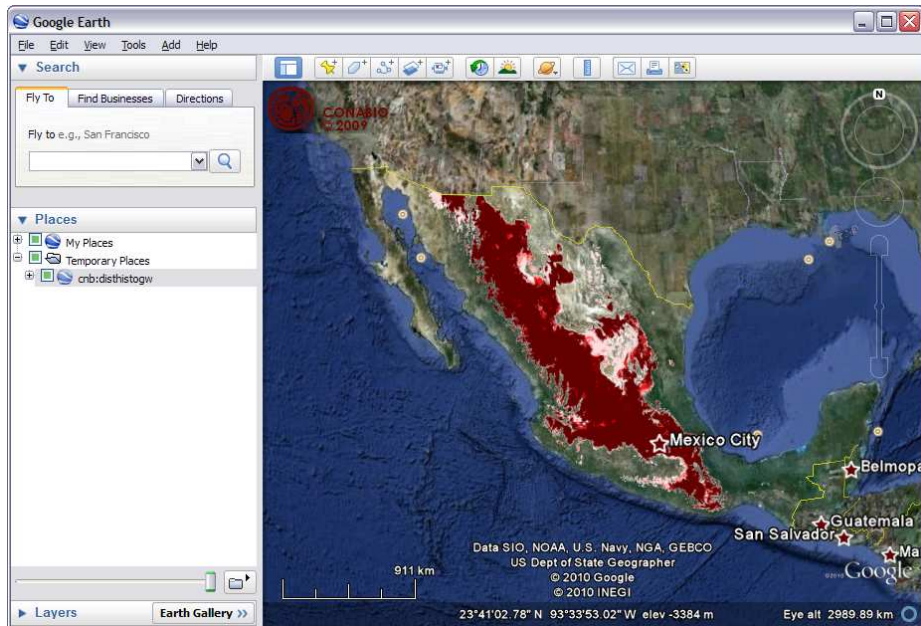 Google Earth
File Edit View Tools Add Help
Search
Fly To Find Businesses Directions
Fly to e.g., San Francisco
Places
My Places
Temporary Places
cnb:disthistogw
Layers Earth Gallery >>
CONABIO
© 2009
N
Mexico City
Belmopa
Guatemala
San Salvador
Ma
Data SIO, NOAA, U.S. Navy, NGA, GEBCO
US Dept of State Geographer
© 2010 Google
© 2010 INEGI
Google
911 km
23°41'02.78" N 93°33'53.02" W elev -3384 m Eye alt 2989.89 km